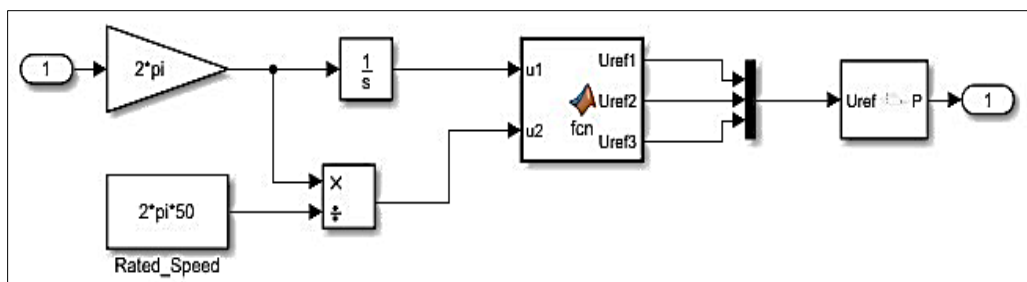 1
2*pi
1
s
u1
u2
Uref1
Uref2
Uref3
fcn
Uref
P
1
×
÷
2*pi*50
Rated_Speed